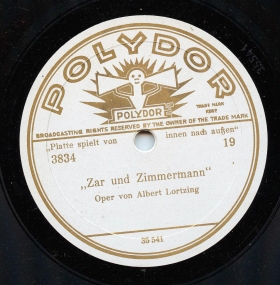 POLYDOR
POLYDOR
TRADE MARK
BROADCASTING RIGHTS RESERVED BY THE OWNER OF THE TRADE MARK
„Platte spielt von innen nach außen"
3834 19
„Zar und Zimmermann"
Oper von Albert Lortzing
35 541